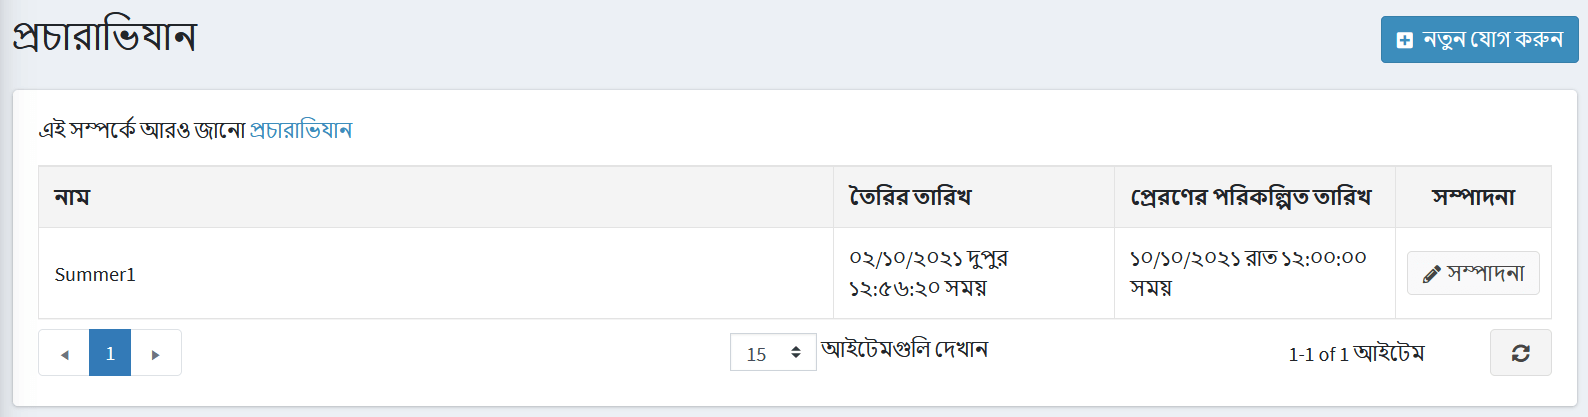 প্রচারাভিযান
নতুন যোগ করুন
এই সম্পর্কে আরও জানো প্রচারাভিযান
নাম তৈরির তারিখ প্রেরণের পরিকল্পিত তারিখ সম্পাদনা
Summer1 ০২/১০/২০২১ দুপুর ১০/১০/২০২১ রাত ১২:০০:০০ সম্পাদনা
১২:৫৬:২০ সময় সময়
1 15 আইটেমগুলি দেখান 1-1 of 1 আইটেম